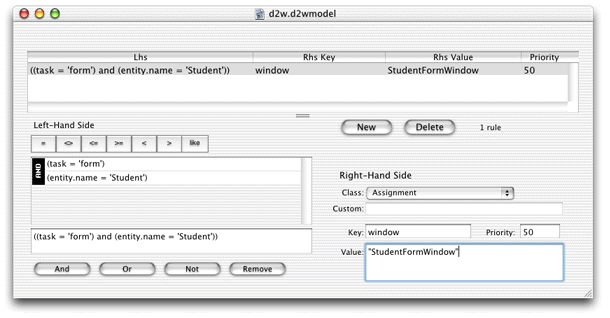 d2w.d2wmodel
Lhs Rhs Key Rhs Value Priority
((task = 'form') and (entity.name = 'Student')) window StudentFormWindow 50
Left-Hand Side
New Delete 1 rule
= <> <= >= < > like
AND
(task = 'form')
(entity.name = 'Student')
Right-Hand Side
Class: Assignment
Custom:
((task = 'form') and (entity.name = 'Student'))
Key: window Priority: 50
Value: "StudentFormWindow"
And Or Not Remove